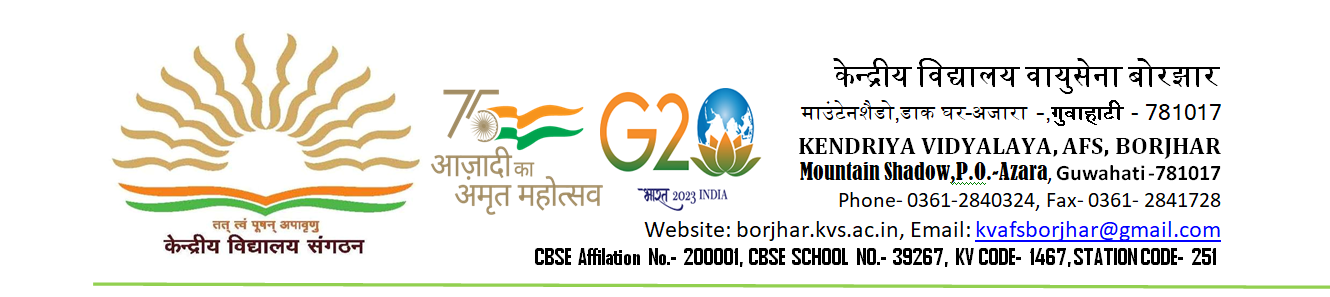 तत् त्वं पूषन् अपावृणु
केन्द्रीय विद्यालय संगठन
75
आज़ादी का
अमृत महोत्सव
G20
भारत 2023 INDIA
केन्द्रीय विद्यालय वायुसेना बोरझार
माउंटेनशैडो,डाक घर-अजारा -,गुवाहाटी - 781017
KENDRIYA VIDYALAYA, AFS, BORJHAR
Mountain Shadow,P.O.-Azara, Guwahati -781017
Phone- 0361-2840324, Fax- 0361- 2841728
Website: borjhar.kvs.ac.in, Email: kvafsborjhar@gmail.com
CBSE Affilation No.- 200001, CBSE SCHOOL NO.- 39267, KV CODE- 1467, STATION CODE- 251